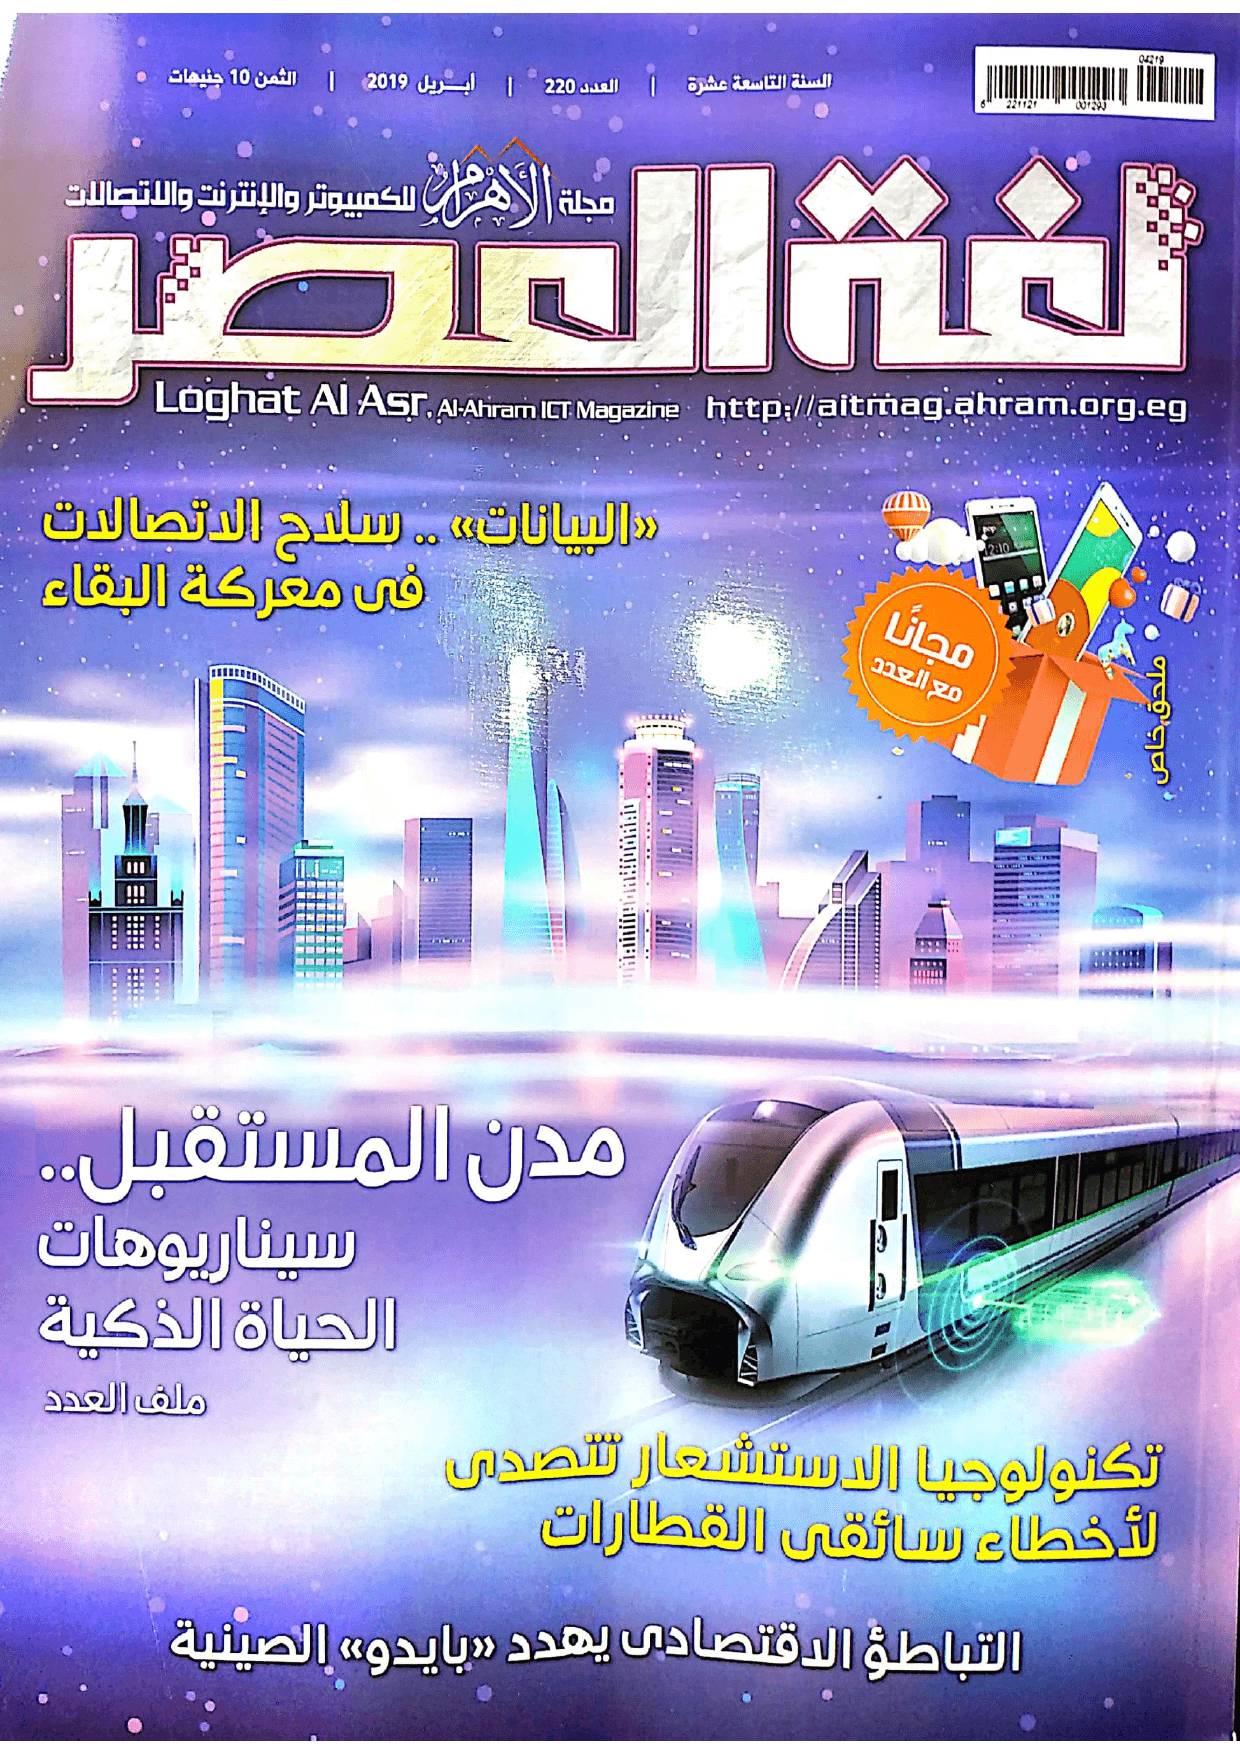 السنة التاسعة عشرة | العدد 220 | أبـــريل 2019 | الثمن 10 جنيهات
04219
6 221121 001293
مجلة الأهرام للكمبيوتر والإنترنت والاتصالات
لغة العصر
Loghat Al Asr, Al-Ahram ICT Magazine http://aitmag.ahram.org.eg
«البيانات» .. سلاح الاتصالات
فى معركة البقاء
12:10
مجانًا
مع العدد
ملحق خاص
مدن المستقبل..
سيناريوهات
الحياة الذكية
ملف العدد
تكنولوجيا الاستشعار تتصدى
لأخطاء سائقى القطارات
التباطؤ الاقتصادى يهدد «بايدو» الصينية